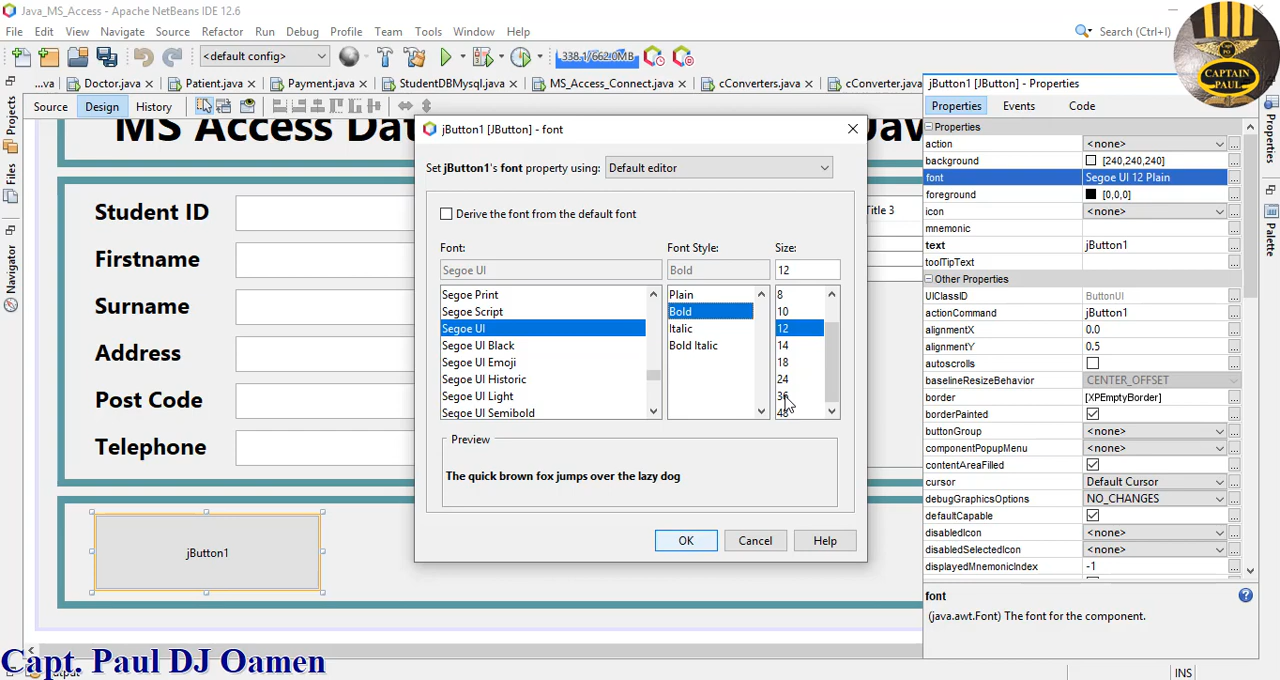 Java_MS_Access - Apache NetBeans IDE 12.6
File Edit View Navigate Source Refactor Run Debug Profile Team Tools Window Help
Search (Ctrl+I)
<default config>
338.1/662.0MB
...va Doctor.java Patient.java Payment.java StudentDBMysql.js MS_Access_Connect.java cConverters.java cConverter.java
Source Design History
MS Access Dat
Java
Projects
Files
Navigator
Student ID
Firstname
Surname
Address
Post Code
Telephone
Title 3
jButton1
jButton1 [JButton] - font
Set jButton1's font property using: Default editor
Derive the font from the default font
Font: Font Style: Size:
Segoe UI Bold 12
Segoe Print Plain 8
Segoe Script Bold 10
Segoe UI Italic 12
Segoe UI Black Bold Italic 14
Segoe UI Emoji 18
Segoe UI Historic 24
Segoe UI Light 36
Segoe UI Semibold 48
Preview
The quick brown fox jumps over the lazy dog
OK Cancel Help
jButton1 [JButton] - Properties
Properties Events Code
Properties
action <none>
background [240,240,240]
font Segoe UI 12 Plain
foreground [0,0,0]
icon <none>
mnemonic
text jButton1
toolTipText
Other Properties
UIClassID ButtonUI
actionCommand jButton1
alignmentX 0.0
alignmentY 0.5
autoscrolls
baselineResizeBehavior CENTER_OFFSET
border [XPEmptyBorder]
borderPainted
buttonGroup <none>
componentPopupMenu <none>
contentAreaFilled
cursor Default Cursor
debugGraphicsOptions NO_CHANGES
defaultCapable
disabledIcon <none>
disabledSelectedIcon <none>
displayedMnemonicIndex -1
font
(java.awt.Font) The font for the component.
Properties
Palette
CAPTAIN
PAUL
Capt. Paul DJ Oamen
INS